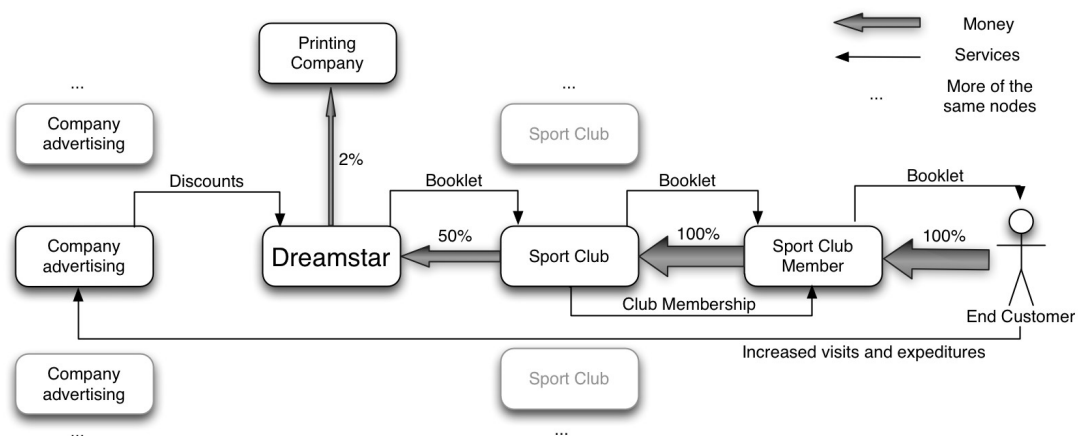 Money
Services
...
More of the
same nodes
Printing
Company
...
...
Company
advertising
Sport Club
2%
Discounts
Booklet
Booklet
Booklet
Company
advertising
Dreamstar
50%
Sport Club
100%
Sport Club
Member
100%
Club Membership
End Customer
Increased visits and expeditures
Company
advertising
Sport Club
...
...